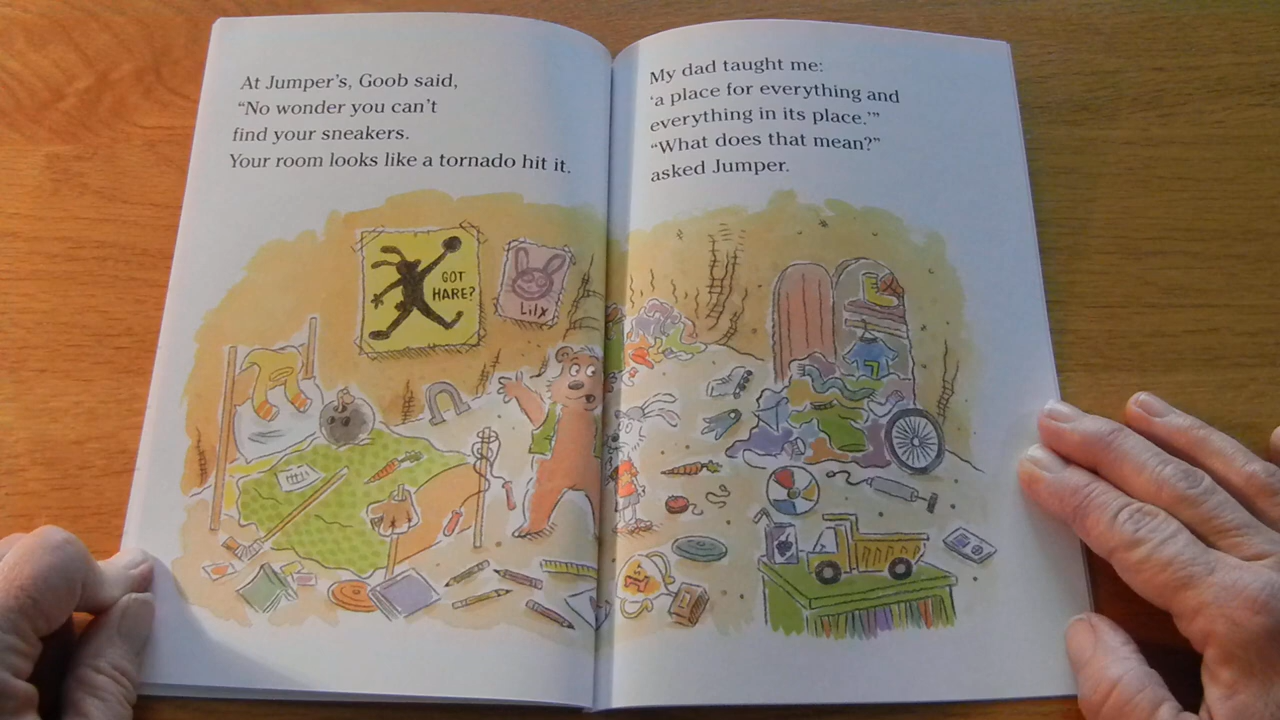 At Jumper's, Goob said,
“No wonder you can't
find your sneakers.
Your room looks like a tornado hit it.
GOT
HARE?
Lily
My dad taught me:
‘a place for everything and
everything in its place.’”
“What does that mean?”
asked Jumper.
7